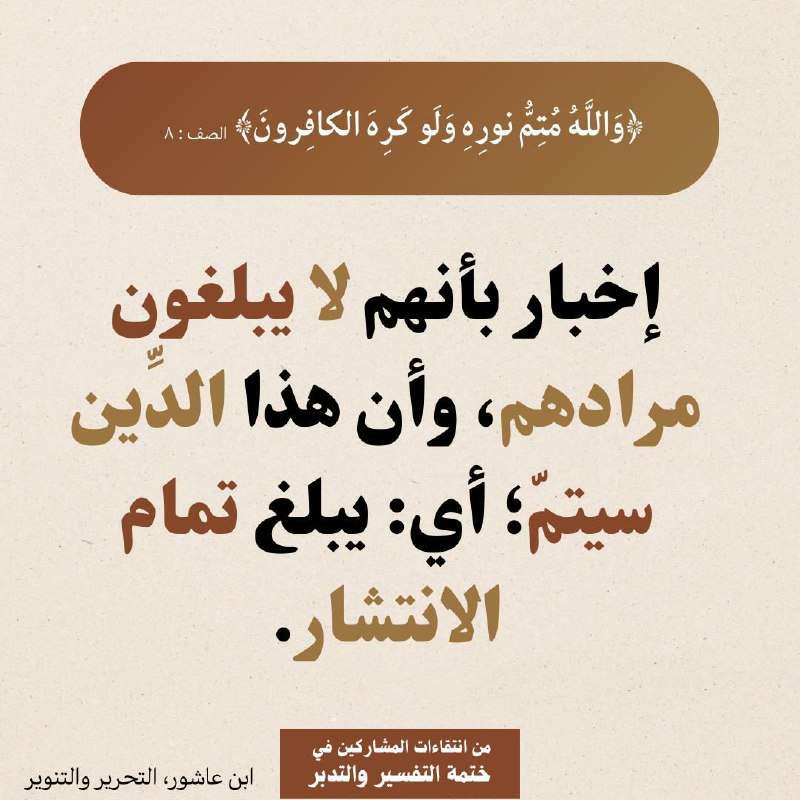 ﴿وَاللَّهُ مُتِمُّ نورِهِ وَلَو كَرِهَ الكافِرونَ﴾ الصف : ٨
إخبار بأنهم لا يبلغون
مرادهم، وأن هذا الدِّين
سيتمّ؛ أي: يبلغ تمام
الانتشار.
من انتقاءات المشاركين في
ختمة التفسير والتدبر
ابن عاشور، التحرير والتنوير